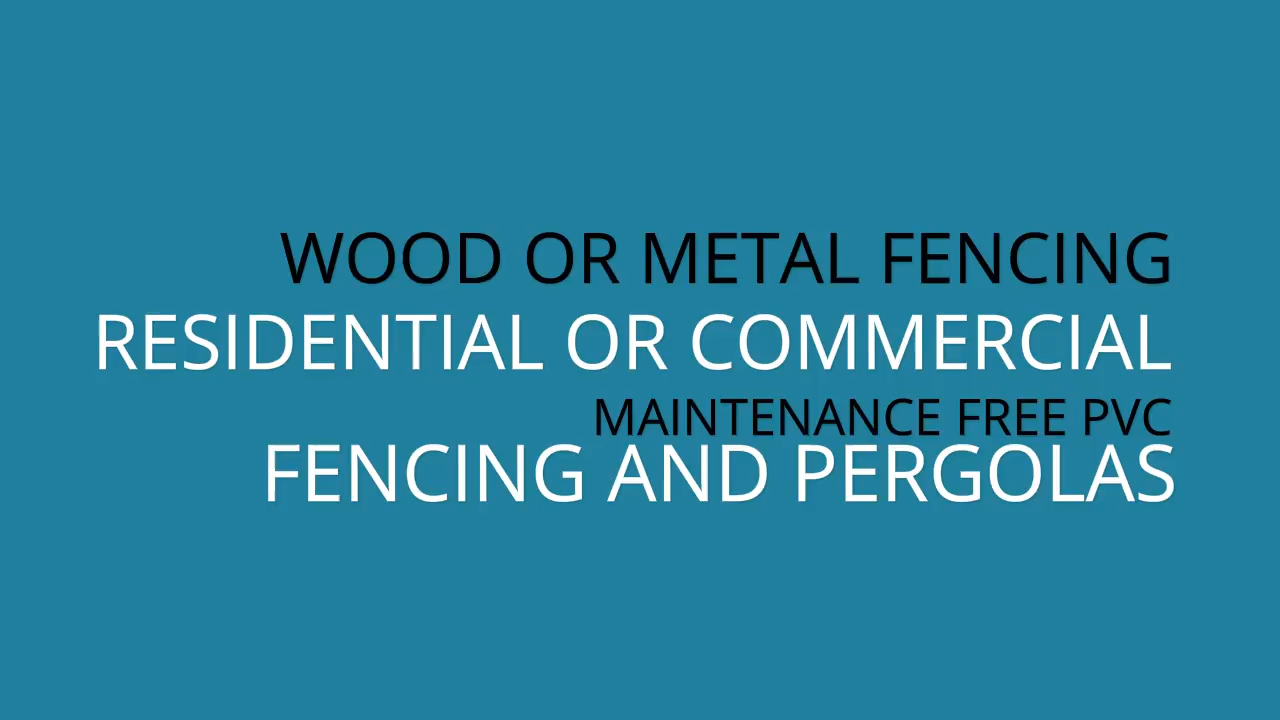 WOOD OR METAL FENCING
RESIDENTIAL OR COMMERCIAL
MAINTENANCE FREE PVC
FENCING AND PERGOLAS